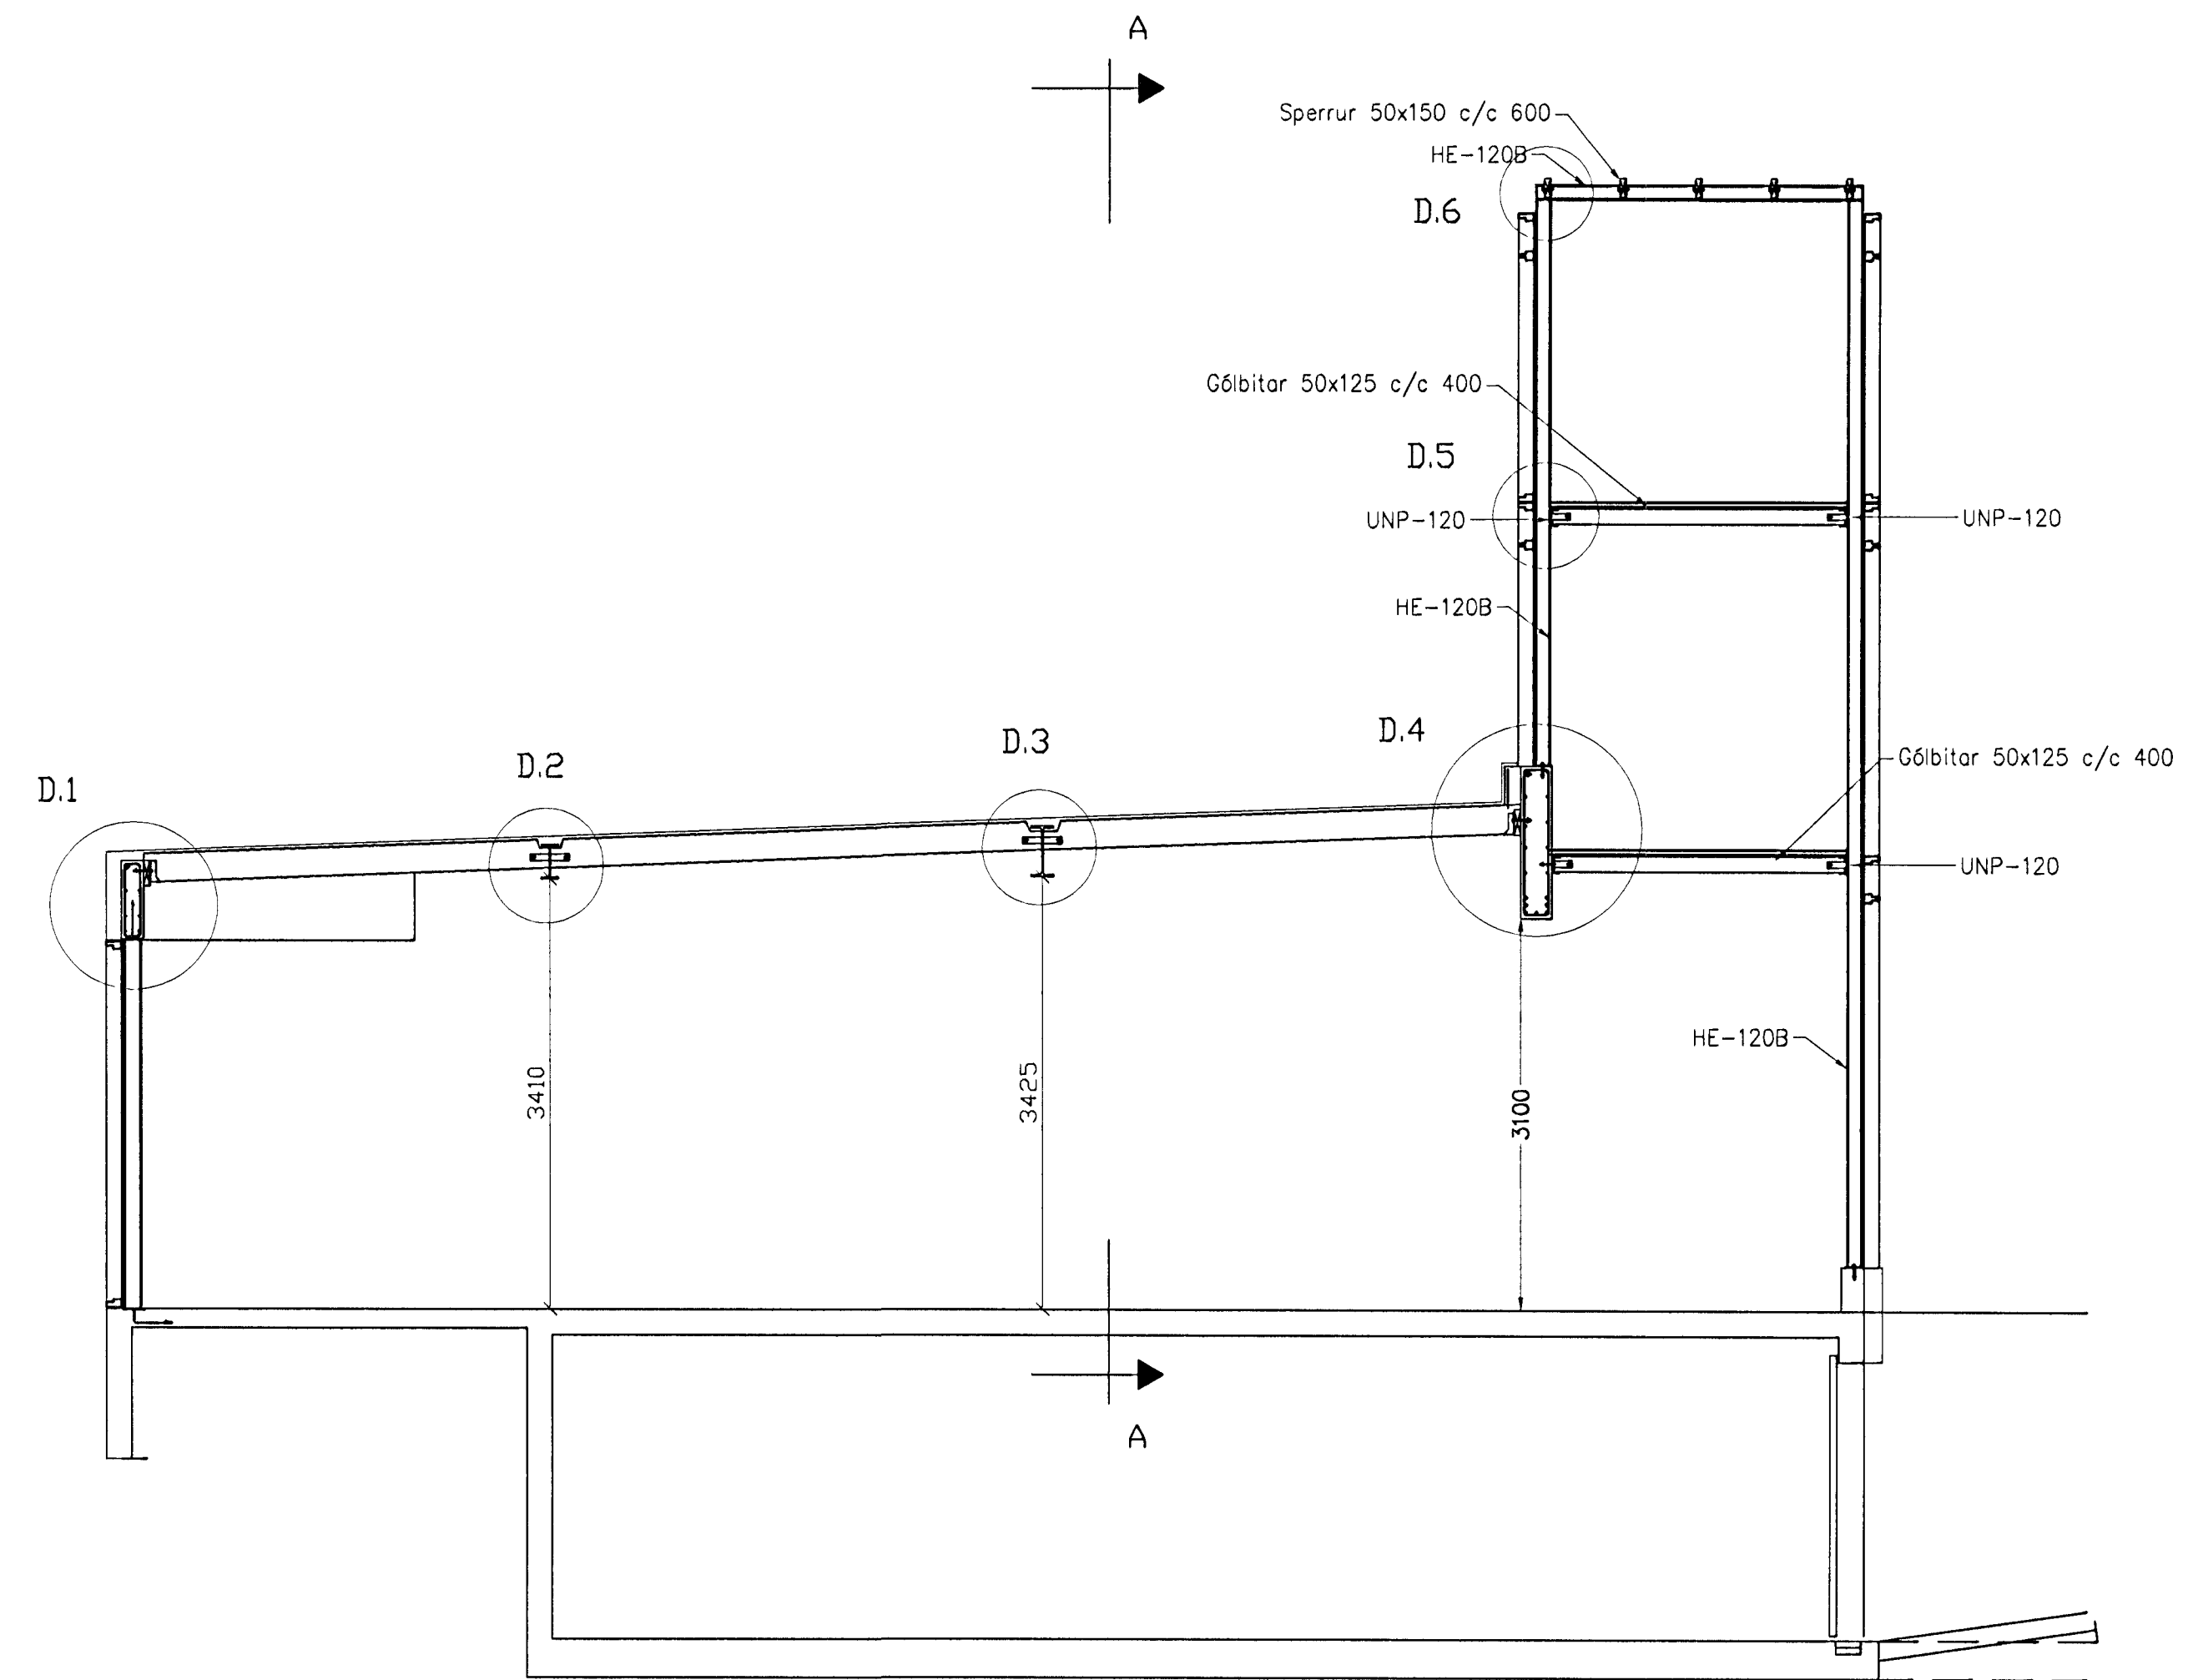 A
Sperrur 50x150 c/c 600
HE-120B
D.6
Gólbitar 50x125 c/c 400
D.5
UNP-120
UNP-120
HE-120B
D.4
D.3
D.2
D.1
Gólbitar 50x125 c/c 400
UNP-120
HE-120B
3410
3425
3100
A